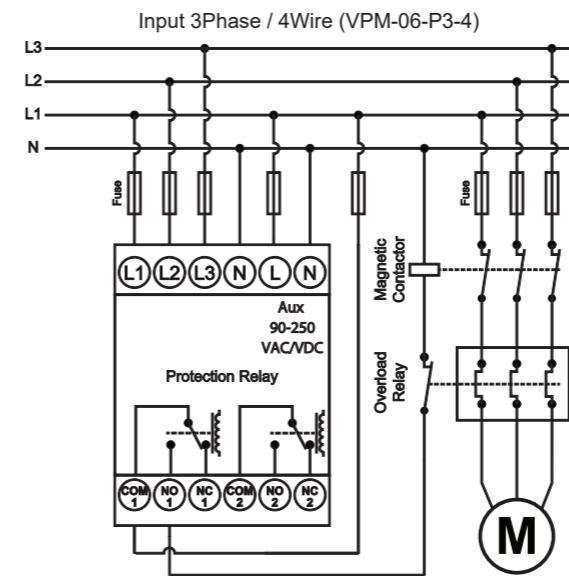 Input 3Phase / 4Wire (VPM-06-P3-4)
L3
L2
L1
N
Fuse
Fuse
L1 L2 L3 N L N
Aux
90-250
VAC/VDC
Magnetic
Contactor
Protection Relay
Overload
Relay
COM 1 NO 1 NC 1 COM 2 NO 2 NC 2
M